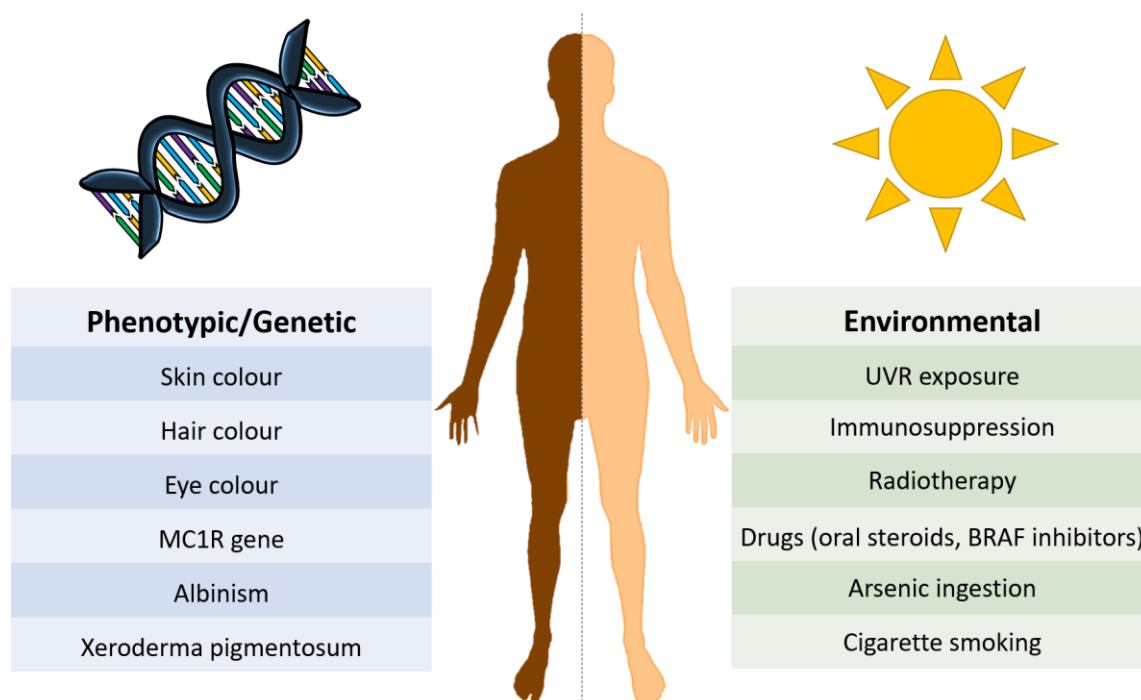 Phenotypic/Genetic
Skin colour
Hair colour
Eye colour
MC1R gene
Albinism
Xeroderma pigmentosum
Environmental
UVR exposure
Immunosuppression
Radiotherapy
Drugs (oral steroids, BRAF inhibitors)
Arsenic ingestion
Cigarette smoking